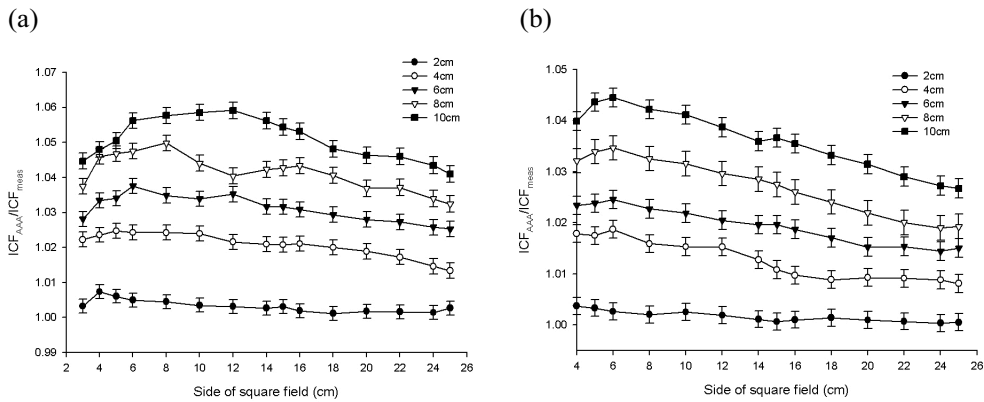 (a)
1.07
1.06
1.05
1.04
1.03
1.02
1.01
1.00
0.99
ICF_AAA/ICF_meas
2cm
4cm
6cm
8cm
10cm
2 4 6 8 10 12 14 16 18 20 22 24 26
Side of square field (cm)
(b)
1.05
1.04
1.03
1.02
1.01
1.00
ICF_AAA/ICF_meas
2cm
4cm
6cm
8cm
10cm
4 6 8 10 12 14 16 18 20 22 24 26
Side of square field (cm)